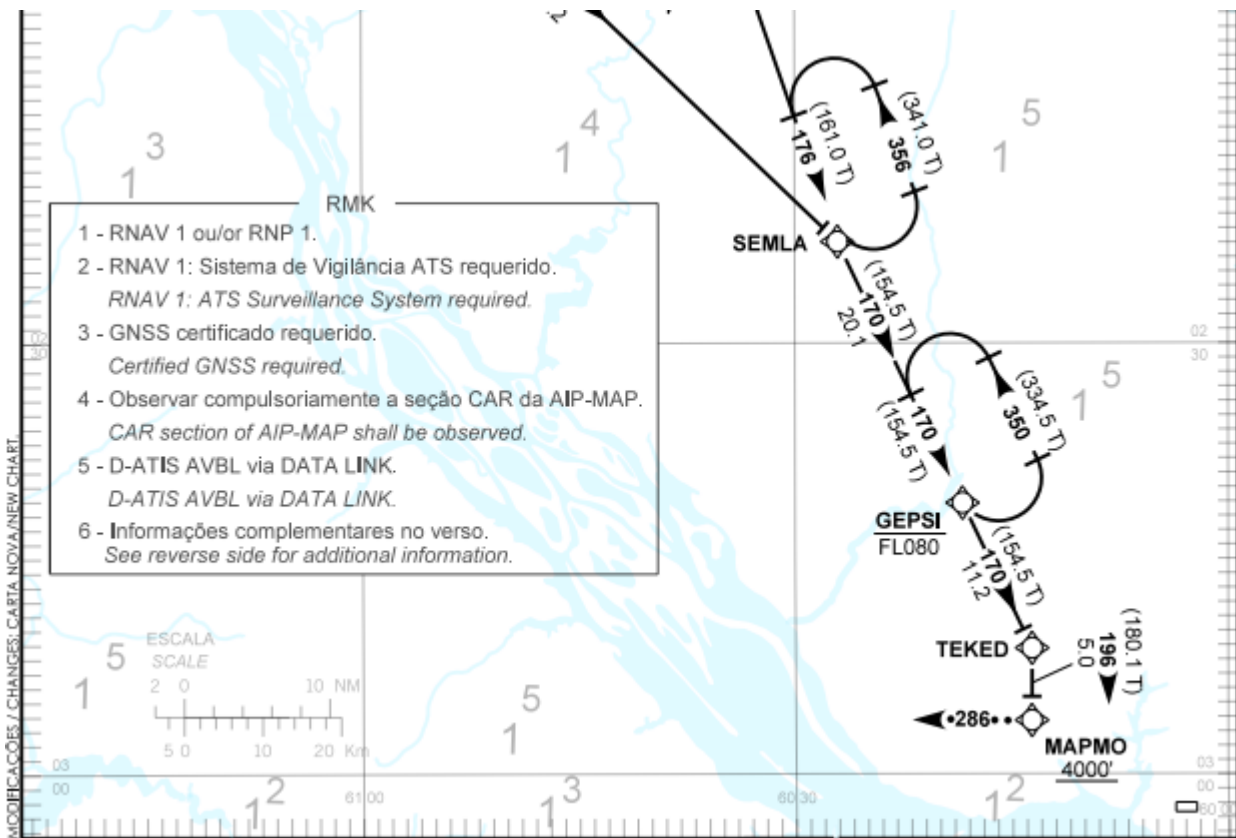 MODIFICAÇÕES / CHANGES: CARTA NOVA/NEW CHART.
RMK
1 - RNAV 1 ou/or RNP 1.
2 - RNAV 1: Sistema de Vigilância ATS requerido.
RNAV 1: ATS Surveillance System required.
3 - GNSS certificado requerido.
Certified GNSS required.
4 - Observar compulsoriamente a seção CAR da AIP-MAP.
CAR section of AIP-MAP shall be observed.
5 - D-ATIS AVBL via DATA LINK.
D-ATIS AVBL via DATA LINK.
6 - Informações complementares no verso.
See reverse side for additional information.
1 3
1 4
1 5
176
(161.0 T)
356
(341.0 T)
SEMLA
(154.5 T)
170
20.1
02
30
02
30
170
(154.5 T)
350
(334.5 T)
1 5
GEPSI
FL080
(154.5 T)
170
11.2
TEKED
(180.1 T)
196
5.0
286
MAPMO
4000'
1 5
ESCALA
SCALE
2 0 10 NM
5 0 10 20 Km
1 5
03
00
03
00
61 00
60 30
60 00
1 2
1 3
1 2